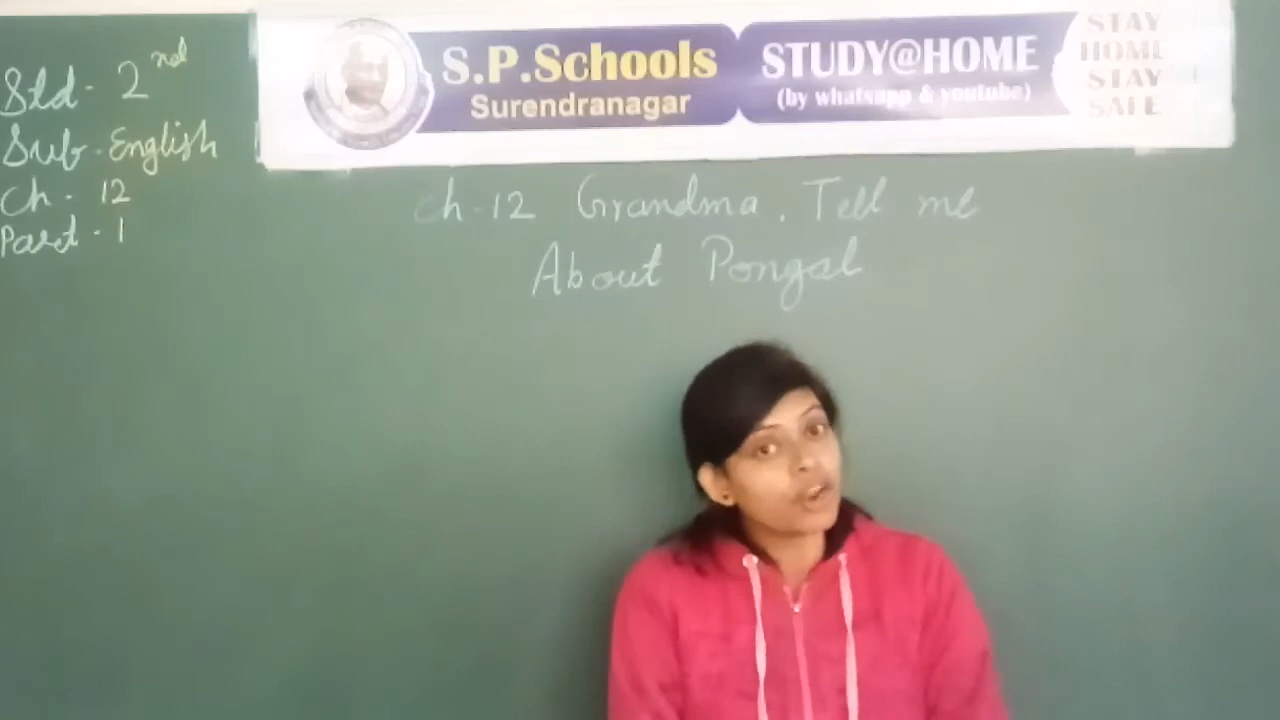 Std - 2nd
Sub - English
Ch - 12
Part - 1
S.P.Schools
Surendranagar
STUDY@HOME
(by whatsapp & youtube)
STAY
HOME
STAY
SAFE
Ch-12 Grandma, Tell me
About Pongal